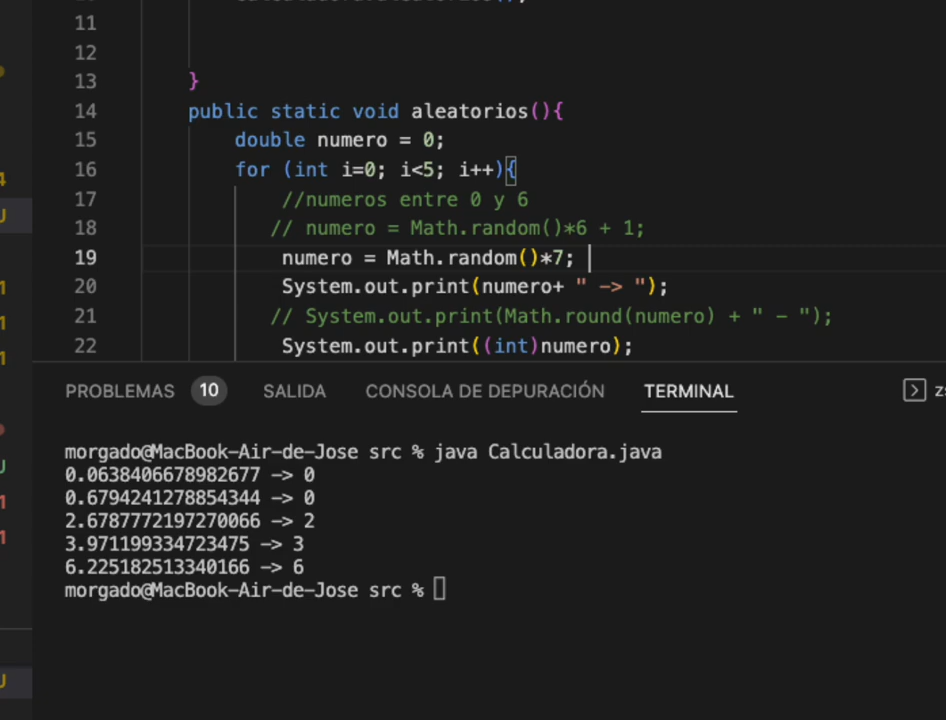 11
12
13 }
14 public static void aleatorios(){
15 double numero = 0;
16 for (int i=0; i<5; i++){
17 //numeros entre 0 y 6
18 // numero = Math.random()*6 + 1;
19 numero = Math.random()*7;
20 System.out.print(numero+ " -> ");
21 // System.out.print(Math.round(numero) + " - ");
22 System.out.print((int)numero);
PROBLEMAS 10 SALIDA CONSOLA DE DEPURACIÓN TERMINAL
morgado@MacBook-Air-de-Jose src % java Calculadora.java
0.0638406678982677 -> 0
0.6794241278854344 -> 0
2.6787772197270066 -> 2
3.971199334723475 -> 3
6.225182513340166 -> 6
morgado@MacBook-Air-de-Jose src %